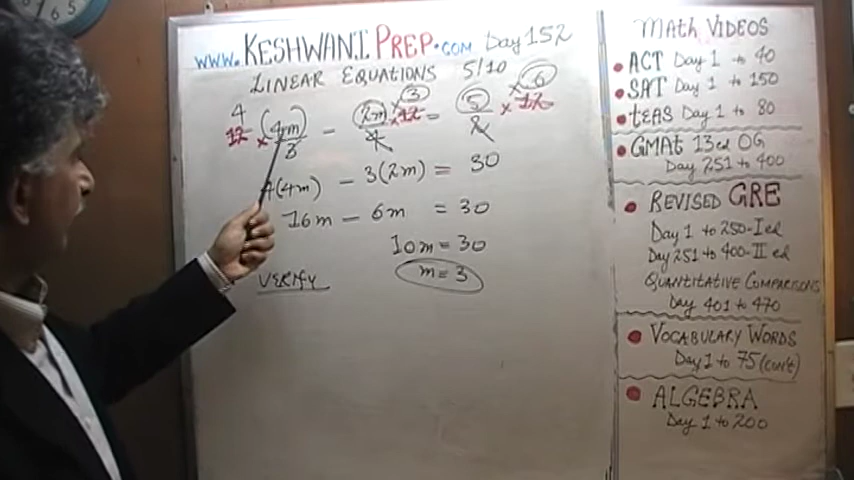 www. KESHWANI PREP.COM Day 152
LINEAR EQUATIONS 5/10
4 3 6
12 × (4m) - 2m × 12 = 5 × 12
3 4 2
4(4m) - 3(2m) = 30
16m - 6m = 30
10m = 30
m = 3
VERIFY
Math VIDEOS
ACT Day 1 to 40
SAT Day 1 to 150
tEAS Day 1 to 80
GMAt 13ed OG
Day 251 to 400
REVISED GRE
Day 1 to 250-I ed
Day 251 to 400-II ed
QUANTITATIVE COMPARISONS
Day 401 to 470
VOCABULARY WORDS
Day 1 to 75 (con't)
ALGEBRA
Day 1 to 200